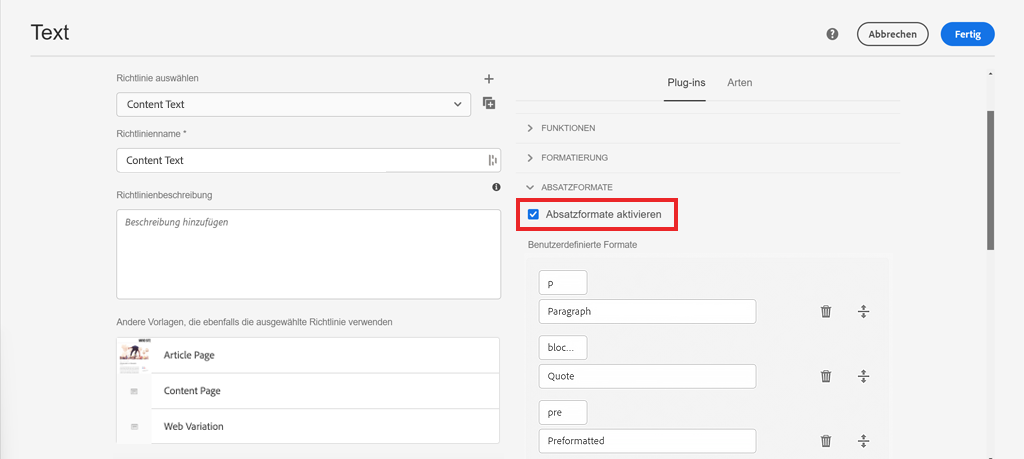 Text
Abbrechen
Fertig
Richtlinie auswählen
Content Text
Richtlinienname *
Content Text
Richtlinienbeschreibung
Beschreibung hinzufügen
Andere Vorlagen, die ebenfalls die ausgewählte Richtlinie verwenden
Article Page
Content Page
Web Variation
Plug-ins
Arten
FUNKTIONEN
FORMATIERUNG
ABSATZFORMATE
Absatzformate aktivieren
Benutzerdefinierte Formate
p
Paragraph
bloc...
Quote
pre
Preformatted